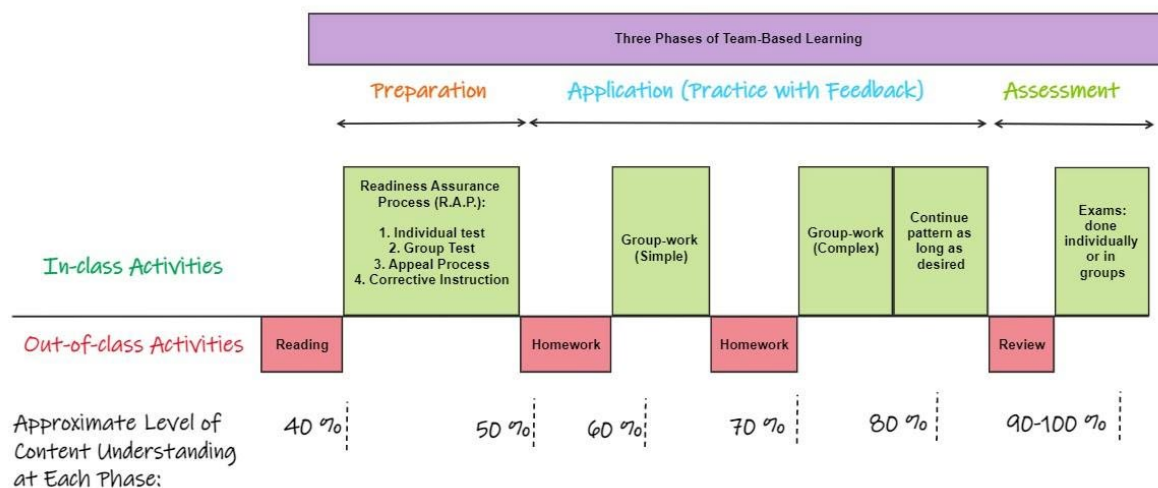 Three Phases of Team-Based Learning
Preparation
Application (Practice with Feedback)
Assessment
In-class Activities
Readiness Assurance
Process (R.A.P.):
1. Individual test
2. Group Test
3. Appeal Process
4. Corrective Instruction
Group-work
(Simple)
Group-work
(Complex)
Continue
pattern as
long as
desired
Exams:
done
individually
or in
groups
Out-of-class Activities
Reading
Homework
Homework
Review
Approximate Level of
Content Understanding
at Each Phase:
40 %
50 %
60 %
70 %
80 %
90-100 %